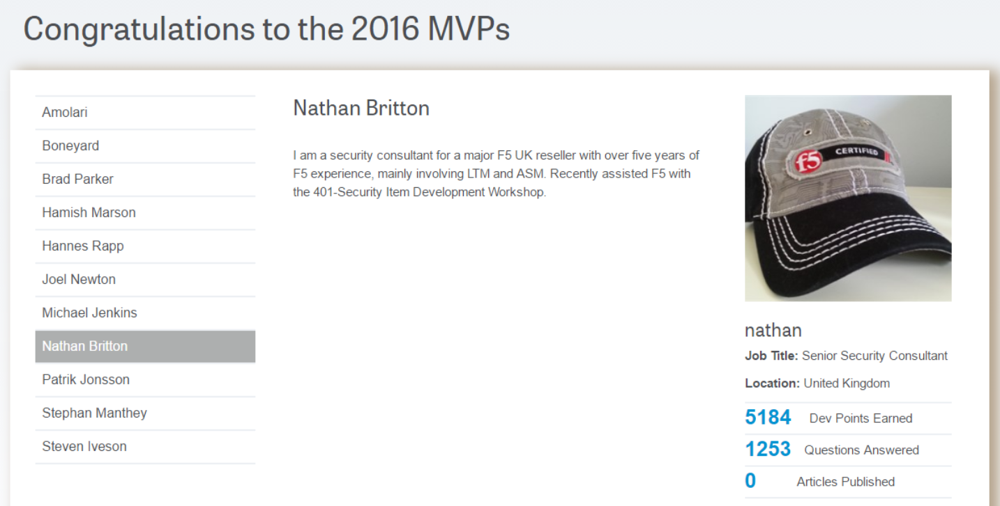 Congratulations to the 2016 MVPs
Amolari
Boneyard
Brad Parker
Hamish Marson
Hannes Rapp
Joel Newton
Michael Jenkins
Nathan Britton
Patrik Jonsson
Stephan Manthey
Steven Iveson
Nathan Britton
I am a security consultant for a major F5 UK reseller with over five years of
F5 experience, mainly involving LTM and ASM. Recently assisted F5 with
the 401-Security Item Development Workshop.
f5 CERTIFIED
nathan
Job Title: Senior Security Consultant
Location: United Kingdom
5184 Dev Points Earned
1253 Questions Answered
0 Articles Published